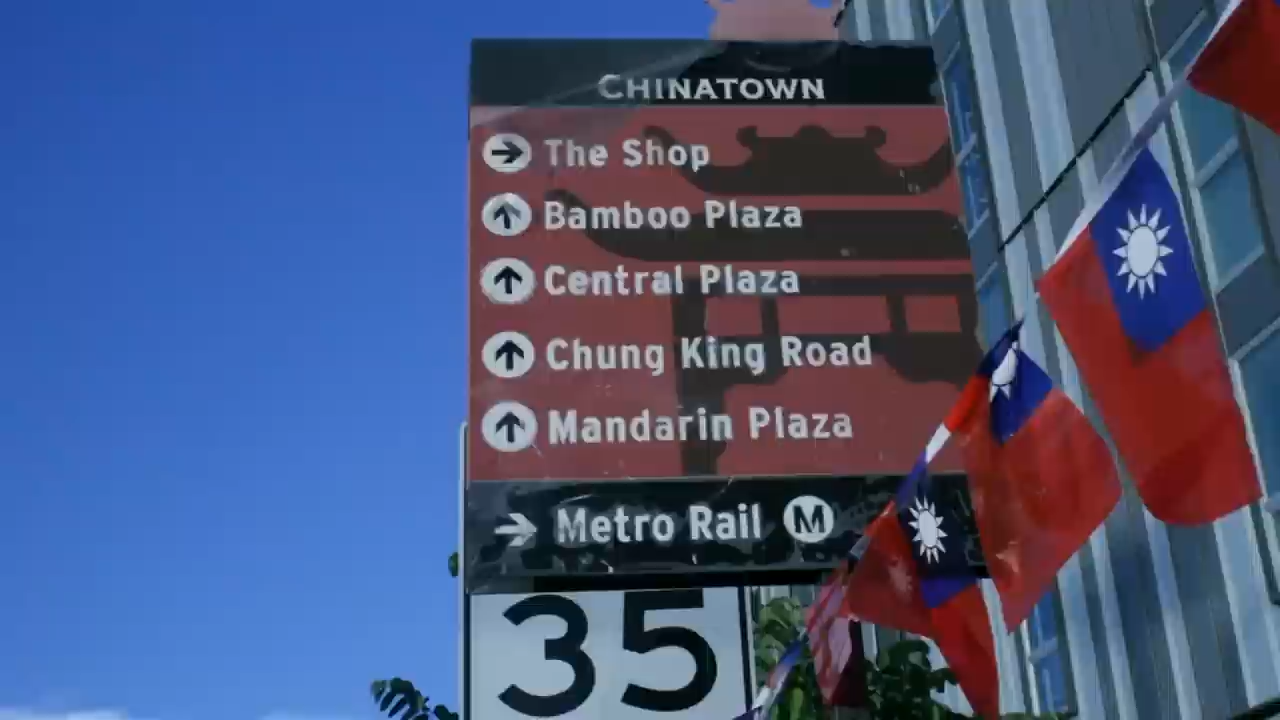 CHINATOWN
The Shop
Bamboo Plaza
Central Plaza
Chung King Road
Mandarin Plaza
Metro Rail M
35